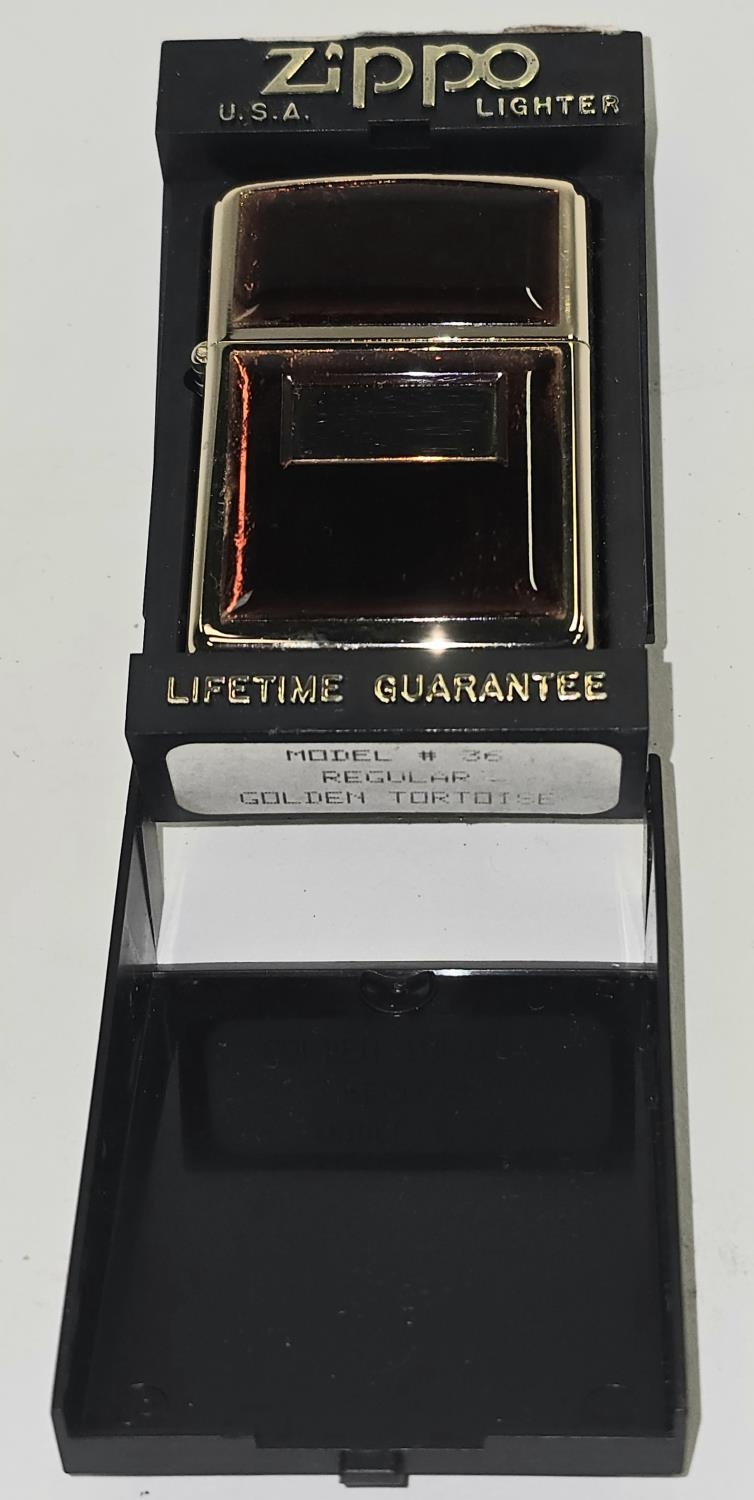 Zippo
U.S.A. LIGHTER
LIFETIME GUARANTEE
MODEL # 36
REGULAR -
GOLDEN TORTOISE